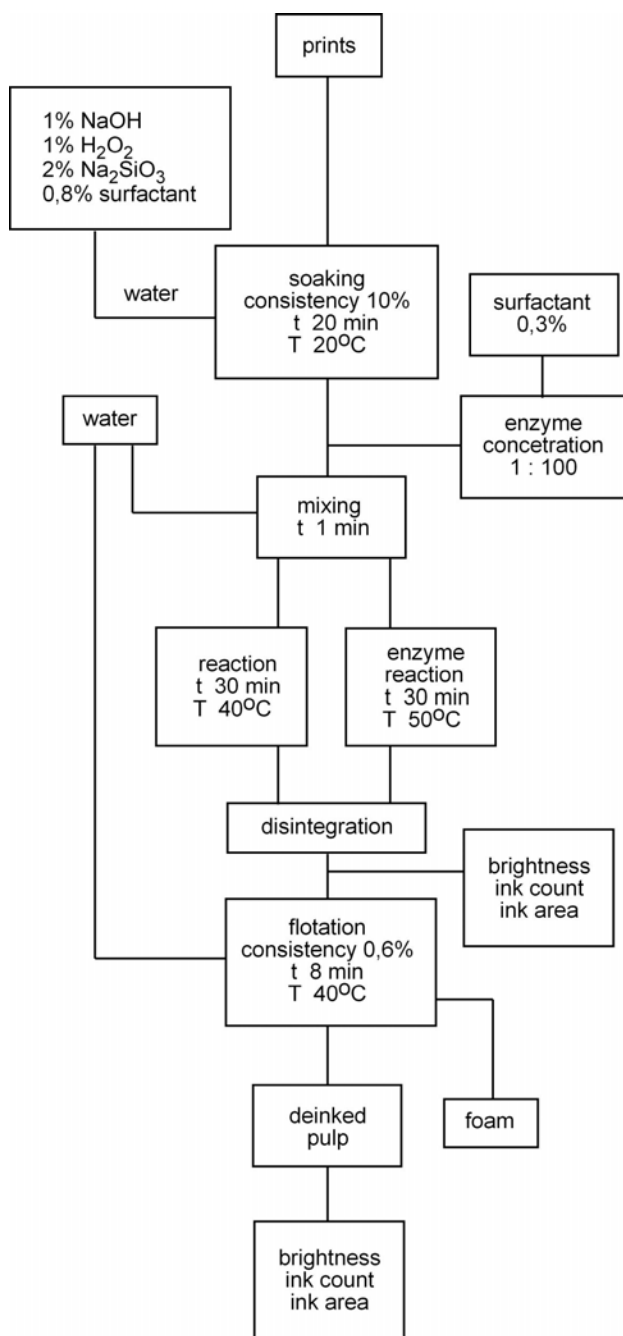 prints
1% NaOH
1% H₂O₂
2% Na₂SiO₃
0,8% surfactant
water
soaking
consistency 10%
t 20 min
T 20ºC
surfactant
0,3%
water
enzyme
concetration
1 : 100
mixing
t 1 min
reaction
t 30 min
T 40ºC
enzyme
reaction
t 30 min
T 50ºC
disintegration
brightness
ink count
ink area
flotation
consistency 0,6%
t 8 min
T 40ºC
deinked
pulp
foam
brightness
ink count
ink area